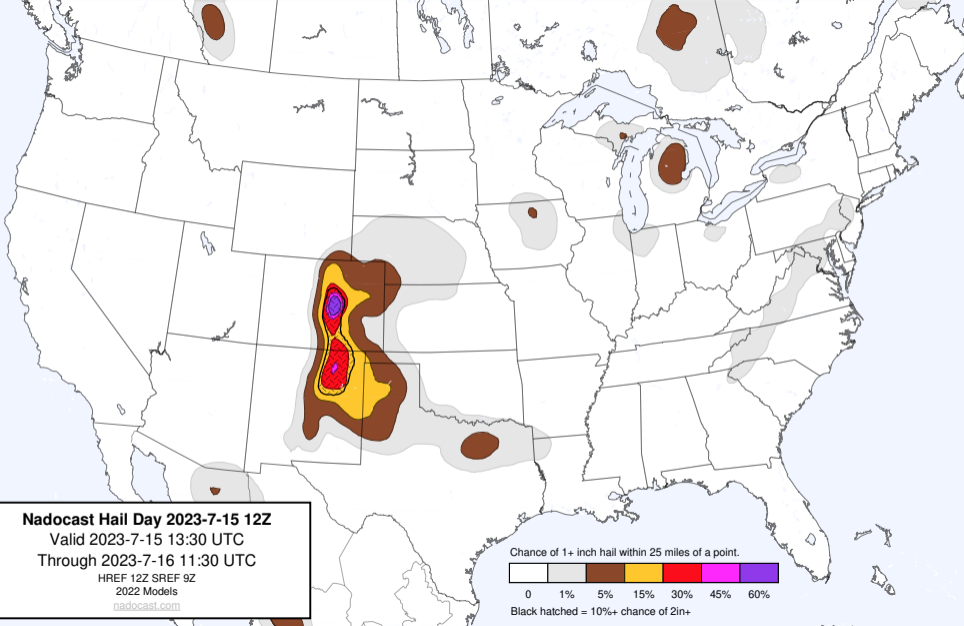 Nadocast Hail Day 2023-7-15 12Z
Valid 2023-7-15 13:30 UTC
Through 2023-7-16 11:30 UTC
HREF 12Z SREF 9Z
2022 Models
nadocast.com
Chance of 1+ inch hail within 25 miles of a point.
0 1% 5% 15% 30% 45% 60%
Black hatched = 10%+ chance of 2in+